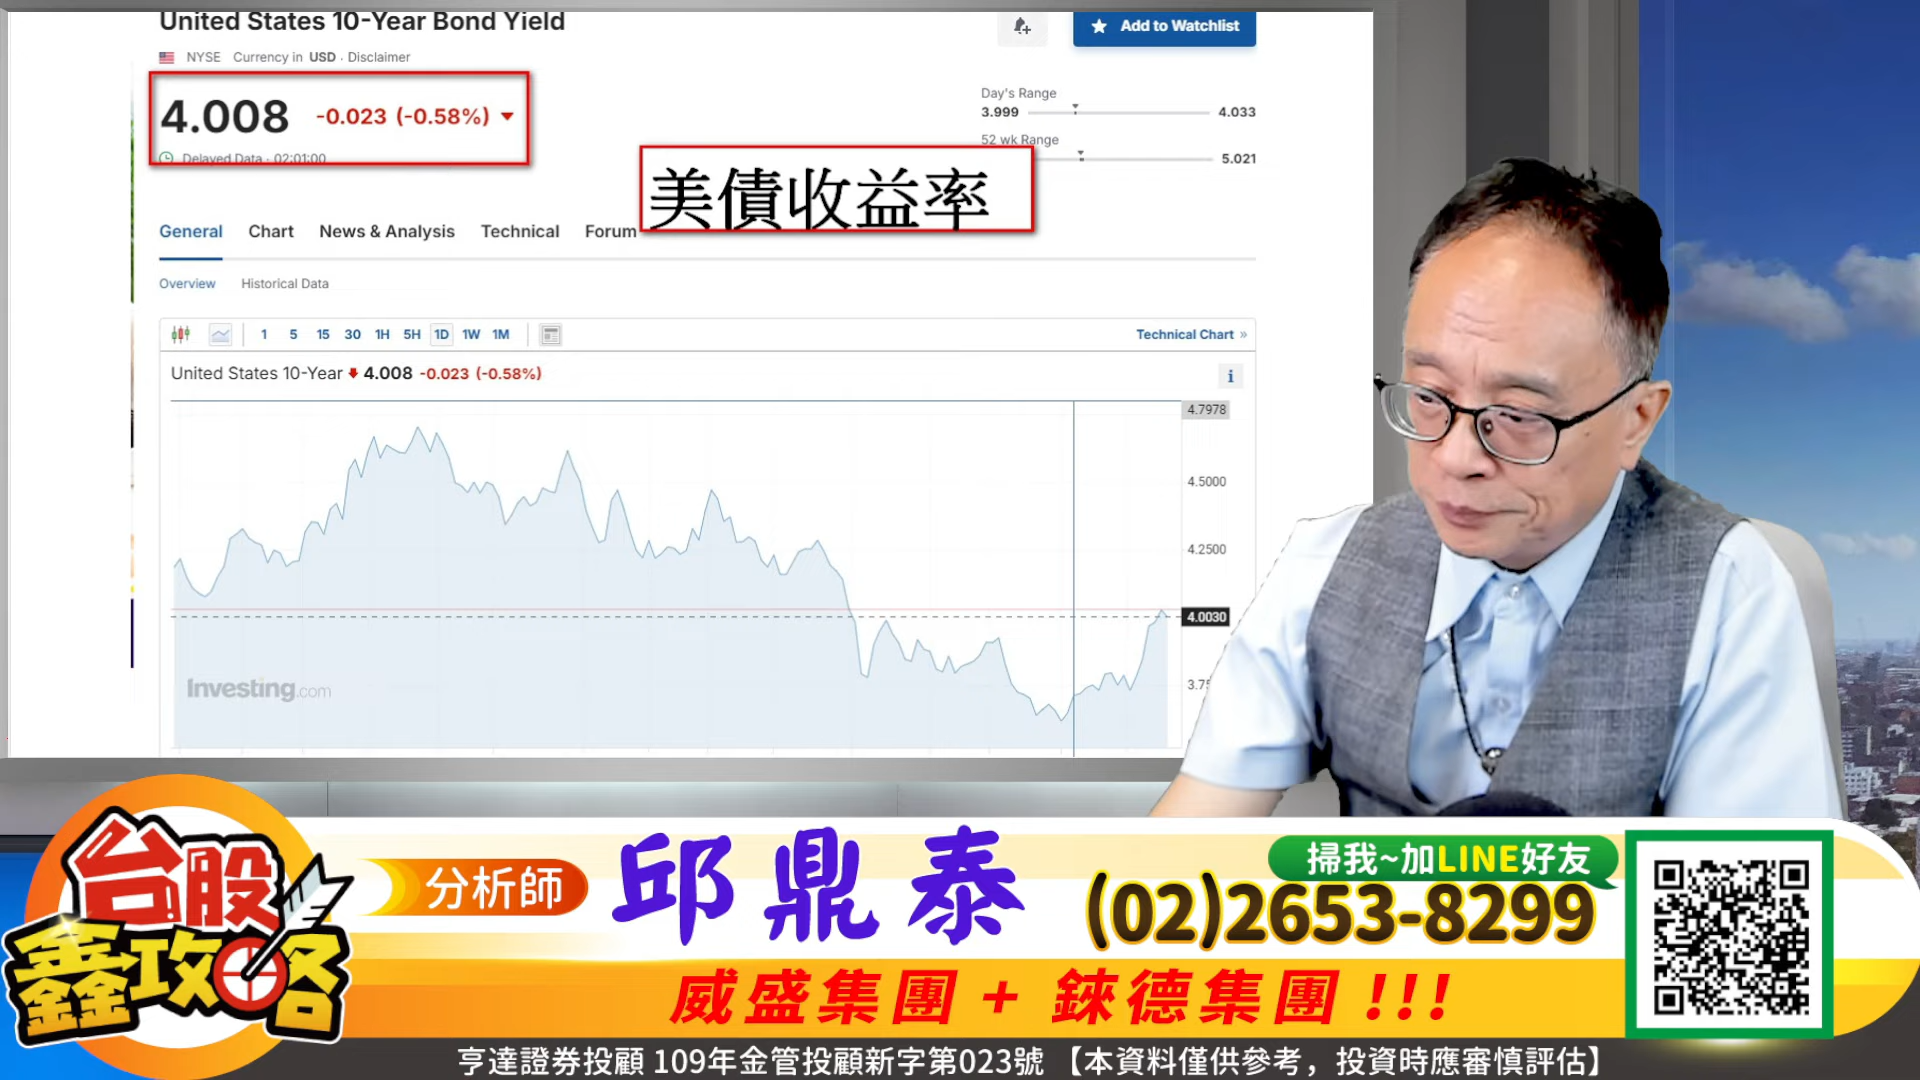 United States 10-Year Bond Yield
Add to Watchlist
NYSE Currency in USD · Disclaimer
4.008 -0.023 (-0.58%)
Delayed Data · 02:01:00
Day's Range
3.999 4.033
52 wk Range
5.021
美債收益率
General Chart News & Analysis Technical Forum
Overview Historical Data
1 5 15 30 1H 5H 1D 1W 1M
Technical Chart »
United States 10-Year 4.008 -0.023 (-0.58%)
4.7978
4.5000
4.2500
4.0030
Investing.com
台股
鑫攻略
分析師
邱鼎泰
掃我~加LINE好友
(02)2653-8299
威盛集團 + 錸德集團 !!!
亨達證券投顧 109年金管投顧新字第023號 【本資料僅供參考，投資時應審慎評估】